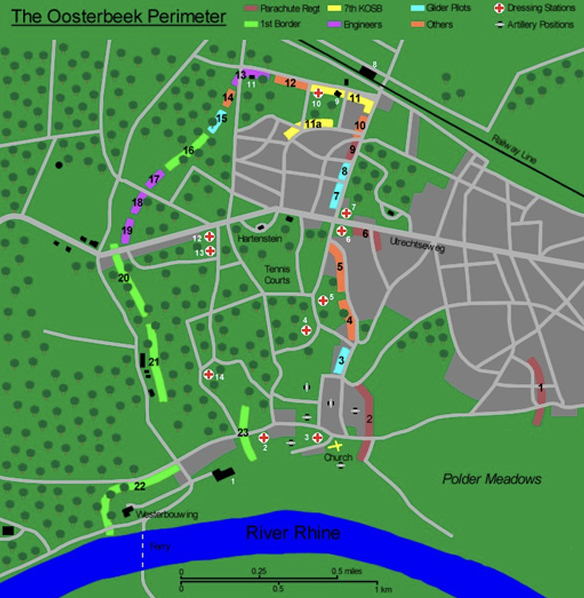 The Oosterbeek Perimeter
Parachute Regt
7th KOSB
Glider Pilots
Dressing Stations
1st Border
Engineers
Others
Artillery Positions
8
13
11
12
10
9
11
14
15
11a
10
16
9
8
17
7
7
18
19
12
Hartenstein
6
6
Utrechtseweg
Railway Line
13
20
Tennis
Courts
5
5
4
4
21
3
14
1
2
23
2
3
Church
22
1
Polder Meadows
Westerbouwing
River Rhine
Ferry
0
0.25
0.5 miles
0
1 km